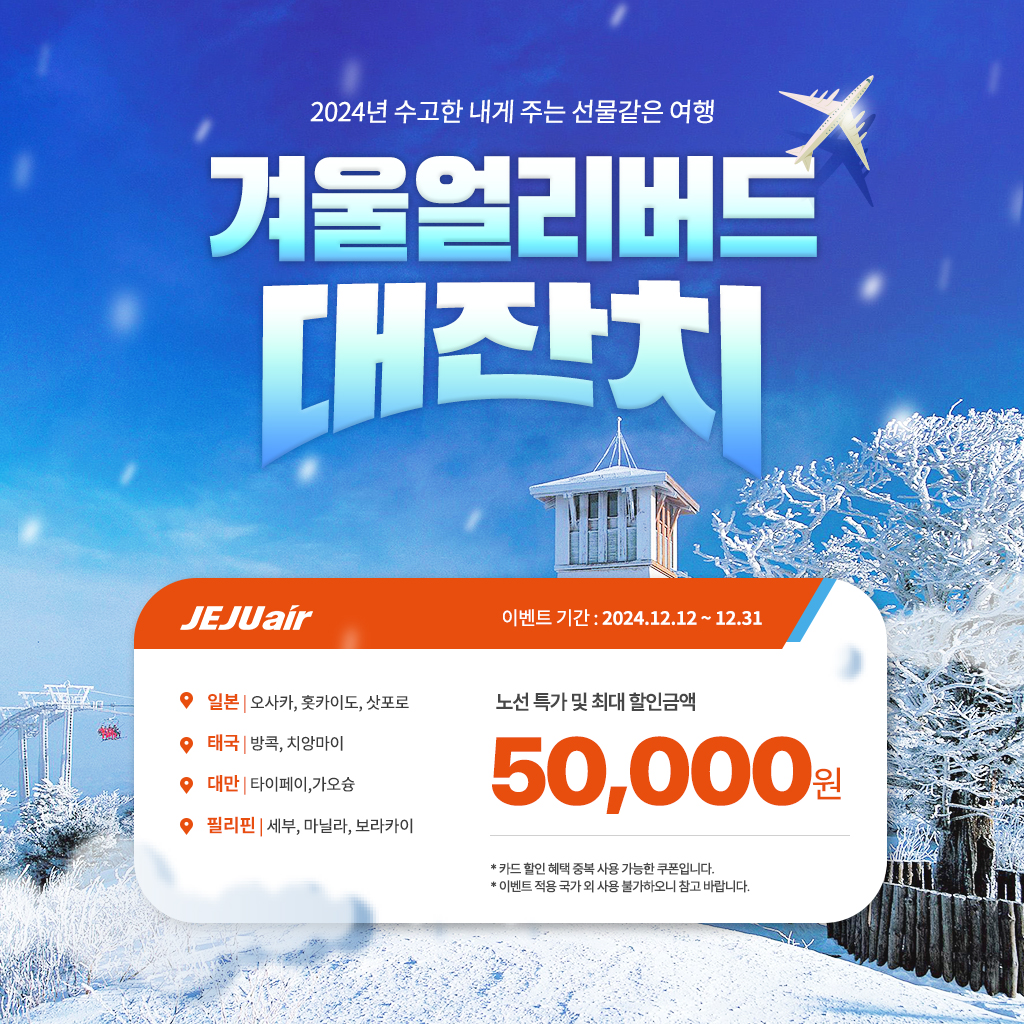 2024년 수고한 내게 주는 선물같은 여행
겨울얼리버드
대잔치
JEJUair
이벤트 기간 : 2024.12.12 ~ 12.31
일본 | 오사카, 홋카이도, 삿포로
태국 | 방콕, 치앙마이
대만 | 타이페이,가오슝
필리핀 | 세부, 마닐라, 보라카이
노선 특가 및 최대 할인금액
50,000원
* 카드 할인 혜택 중복 사용 가능한 쿠폰입니다.
* 이벤트 적용 국가 외 사용 불가하오니 참고 바랍니다.